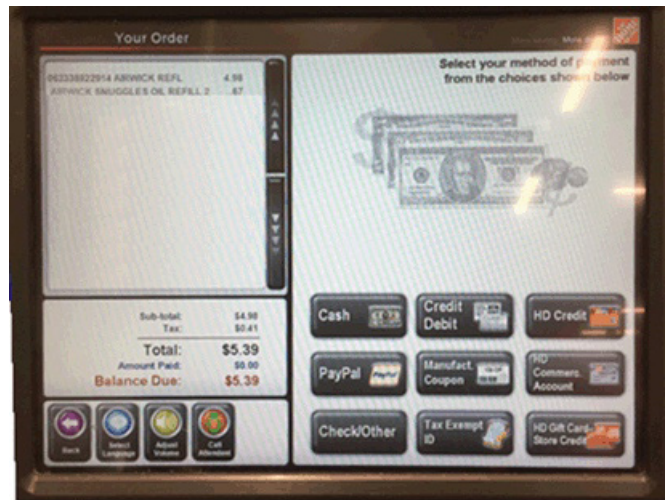 Your Order
AIRWICK REFL 4.98
AIRWICK SNUGGLES OIL REFILL 2 .67
Sub-total: $4.98
Tax: $0.41
Total: $5.39
Amount Paid: $0.00
Balance Due: $5.39
Back
Select Language
Adjust Volume
Call Attendant
Select your method of payment
from the choices shown below
Cash
Credit
Debit
HD Credit
PayPal
Manufact.
Coupon
HD
Commerc.
Account
Check/Other
Tax Exempt
ID
HD Gift Card-
Store Credit